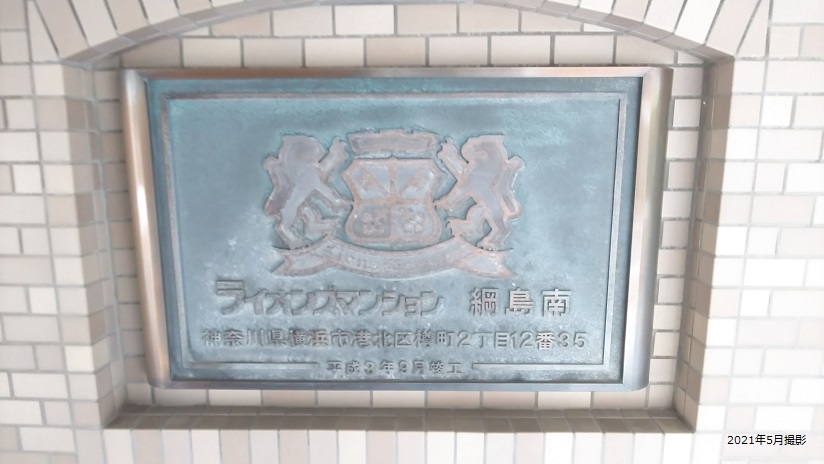 ライオンズマンション 綱島南
神奈川県横浜市港北区樽町2丁目12番35
平成3年9月竣工
2021年5月撮影